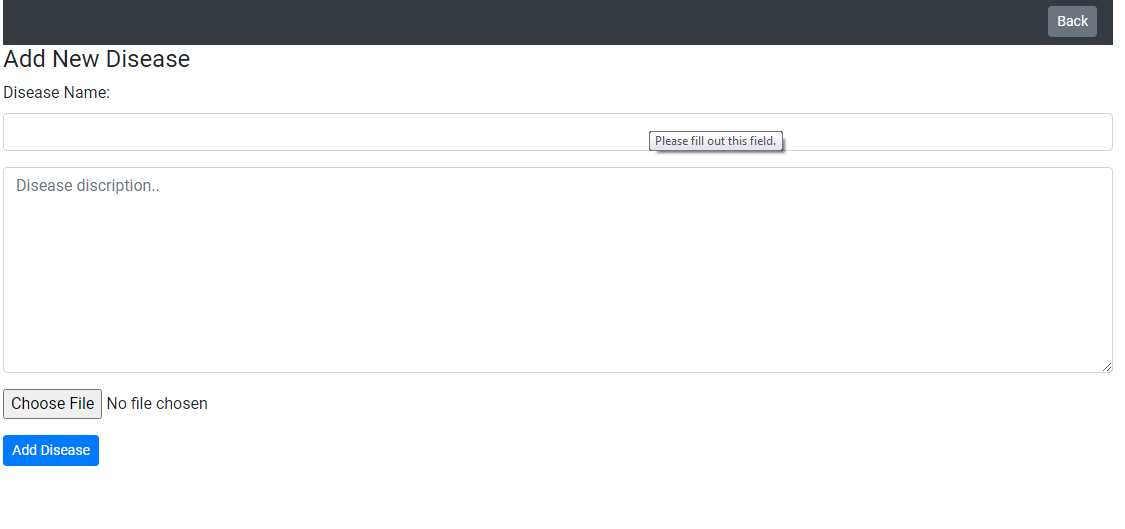 Back
Add New Disease
Disease Name:
Please fill out this field.
Disease discription..
Choose File No file chosen
Add Disease